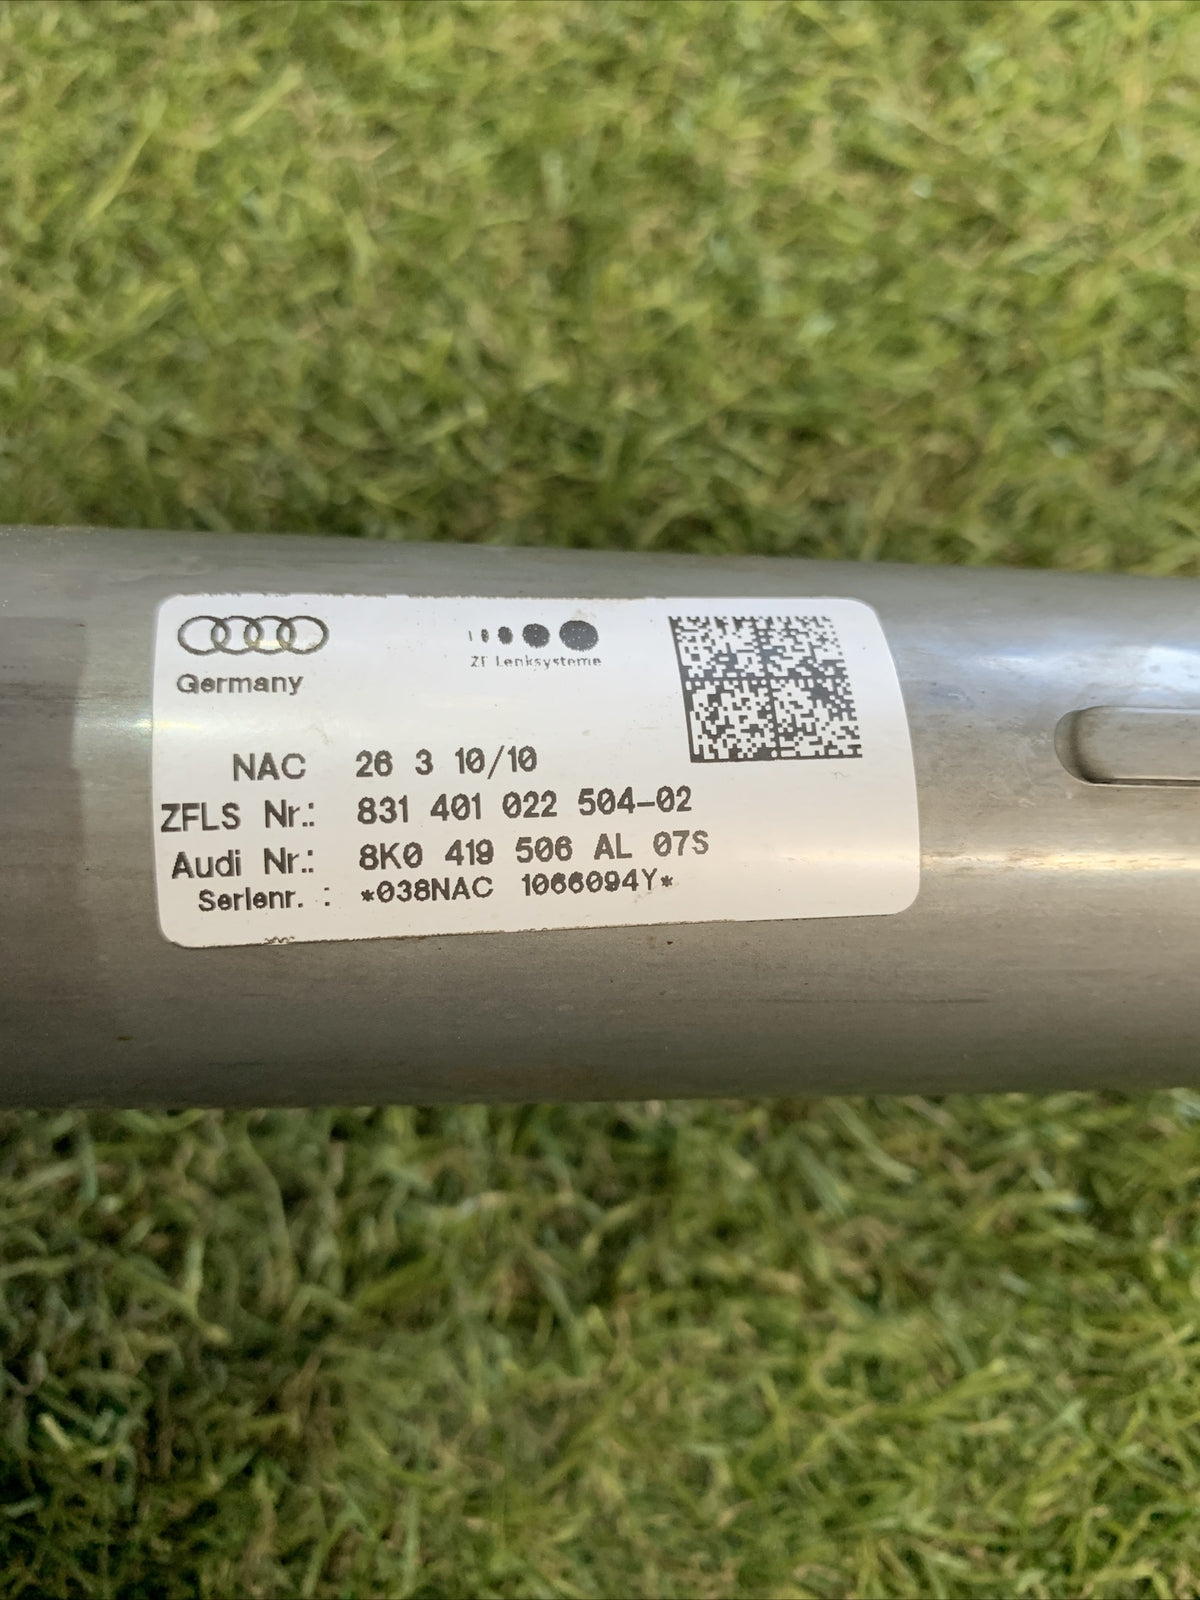 Germany
ZF Lenksysteme
NAC 26 3 10/10
ZFLS Nr.: 831 401 022 504-02
Audi Nr.: 8K0 419 506 AL 07S
Serienr. : *038NAC 1066094Y*